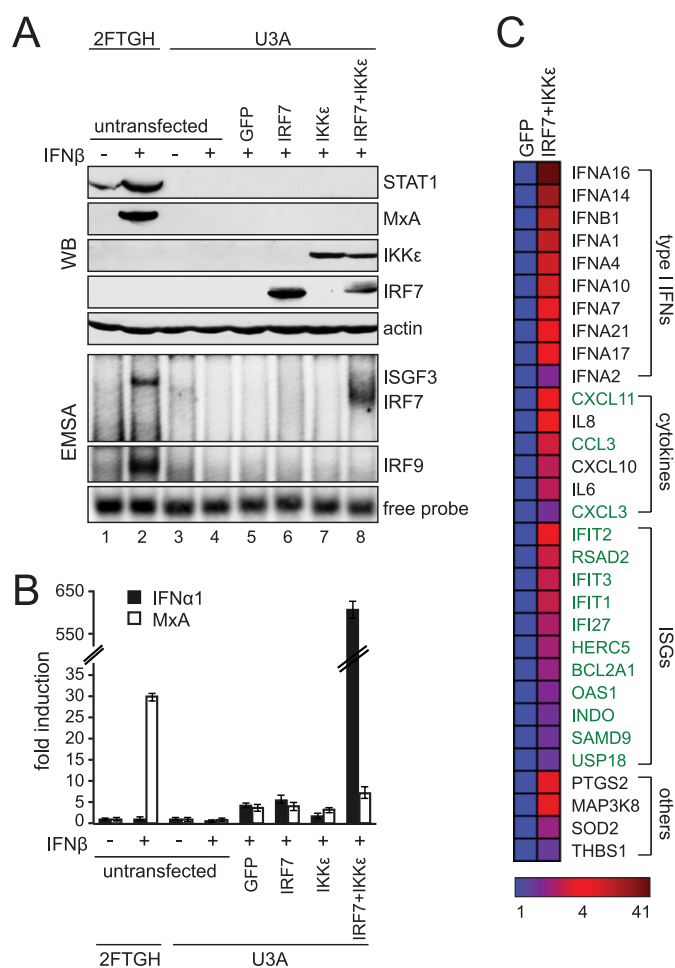 A
2FTGH
U3A
untransfected
GFP
IRF7
IKKε
IRF7+IKKε
IFNβ - + - + + + + +
WB
STAT1
MxA
IKKε
IRF7
actin
EMSA
ISGF3
IRF7
IRF9
free probe
1 2 3 4 5 6 7 8
B
fold induction
650
550
35
30
25
20
15
10
5
0
IFNα1
MxA
IFNβ - + - + + + + +
untransfected
GFP
IRF7
IKKε
IRF7+IKKε
2FTGH
U3A
C
GFP
IRF7+IKKε
IFNA16
IFNA14
IFNB1
IFNA1
IFNA4
IFNA10
IFNA7
IFNA21
IFNA17
IFNA2
type I IFNs
CXCL11
IL8
CCL3
CXCL10
IL6
CXCL3
cytokines
IFIT2
RSAD2
IFIT3
IFIT1
IFI27
HERC5
BCL2A1
OAS1
INDO
SAMD9
USP18
ISGs
PTGS2
MAP3K8
SOD2
THBS1
others
1 4 41